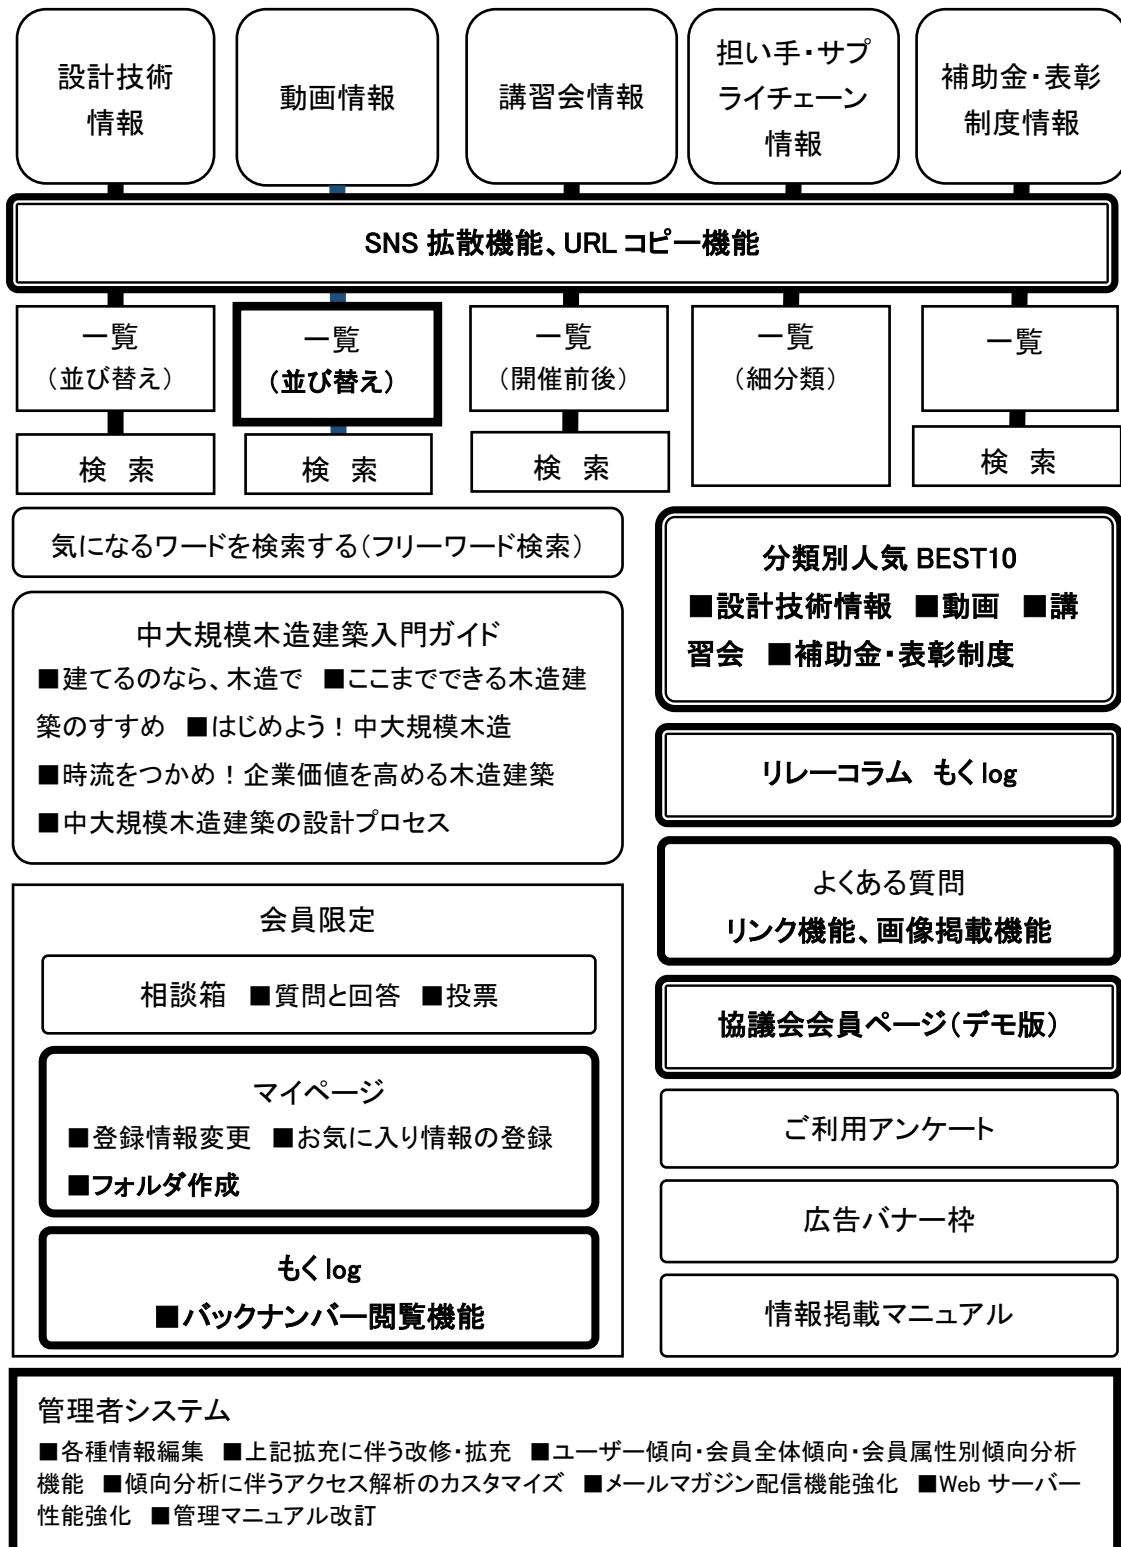 設計技術
情報
動画情報
講習会情報
担い手・サプ
ライチェーン
情報
補助金・表彰
制度情報
SNS 拡散機能、URL コピー機能
一覧
（並び替え）
一覧
（並び替え）
一覧
（開催前後）
一覧
（細分類）
一覧
検　索
検　索
検　索
検　索
気になるワードを検索する（フリーワード検索）
中大規模木造建築入門ガイド
■建てるのなら、木造で　■ここまでできる木造建
築のすすめ　■はじめよう！中大規模木造
■時流をつかめ！企業価値を高める木造建築
■中大規模木造建築の設計プロセス
会員限定
相談箱　■質問と回答　■投票
マイページ
■登録情報変更　■お気に入り情報の登録
■フォルダ作成
もく log
■バックナンバー閲覧機能
分類別人気 BEST10
■設計技術情報　■動画　■講
習会　■補助金・表彰制度
リレーコラム　もく log
よくある質問
リンク機能、画像掲載機能
協議会会員ページ（デモ版）
ご利用アンケート
広告バナー枠
情報掲載マニュアル
管理者システム
■各種情報編集　■上記拡充に伴う改修・拡充　■ユーザー傾向・会員全体傾向・会員属性別傾向分析
機能　■傾向分析に伴うアクセス解析のカスタマイズ　■メールマガジン配信機能強化　■Web サーバー
性能強化　■管理マニュアル改訂